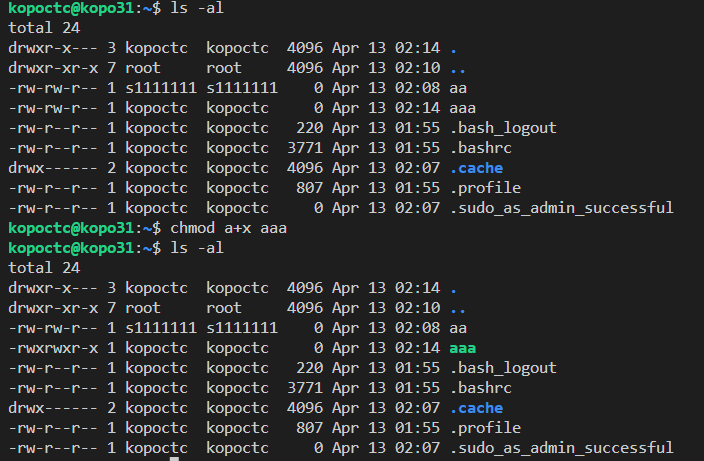 kopoctc@kopo31:~$ ls -al
total 24
drwxr-x--- 3 kopoctc  kopoctc  4096 Apr 13 02:14 .
drwxr-xr-x 7 root     root     4096 Apr 13 02:10 ..
-rw-rw-r-- 1 s1111111 s1111111    0 Apr 13 02:08 aa
-rw-rw-r-- 1 kopoctc  kopoctc     0 Apr 13 02:14 aaa
-rw-r--r-- 1 kopoctc  kopoctc   220 Apr 13 01:55 .bash_logout
-rw-r--r-- 1 kopoctc  kopoctc  3771 Apr 13 01:55 .bashrc
drwx------ 2 kopoctc  kopoctc  4096 Apr 13 02:07 .cache
-rw-r--r-- 1 kopoctc  kopoctc   807 Apr 13 01:55 .profile
-rw-r--r-- 1 kopoctc  kopoctc     0 Apr 13 02:07 .sudo_as_admin_successful
kopoctc@kopo31:~$ chmod a+x aaa
kopoctc@kopo31:~$ ls -al
total 24
drwxr-x--- 3 kopoctc  kopoctc  4096 Apr 13 02:14 .
drwxr-xr-x 7 root     root     4096 Apr 13 02:10 ..
-rw-rw-r-- 1 s1111111 s1111111    0 Apr 13 02:08 aa
-rwxrwxr-x 1 kopoctc  kopoctc     0 Apr 13 02:14 aaa
-rw-r--r-- 1 kopoctc  kopoctc   220 Apr 13 01:55 .bash_logout
-rw-r--r-- 1 kopoctc  kopoctc  3771 Apr 13 01:55 .bashrc
drwx------ 2 kopoctc  kopoctc  4096 Apr 13 02:07 .cache
-rw-r--r-- 1 kopoctc  kopoctc   807 Apr 13 01:55 .profile
-rw-r--r-- 1 kopoctc  kopoctc     0 Apr 13 02:07 .sudo_as_admin_successful